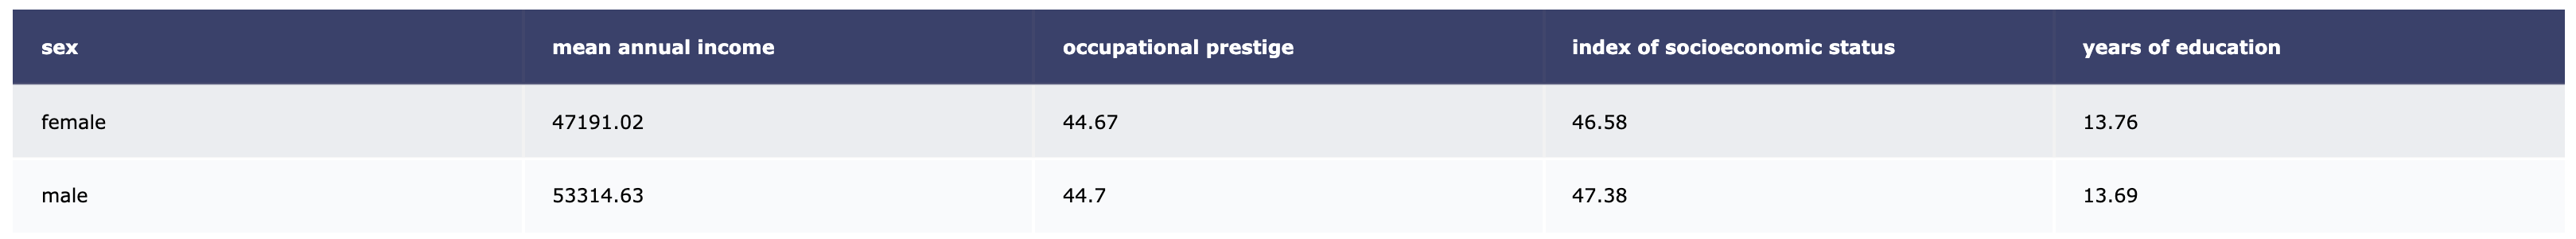 sex mean annual income occupational prestige index of socioeconomic status years of education
female 47191.02 44.67 46.58 13.76
male 53314.63 44.7 47.38 13.69